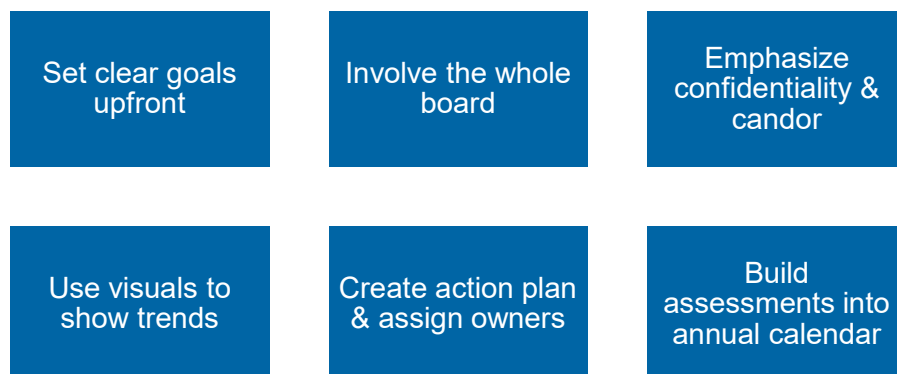 Set clear goals
upfront
Involve the whole
board
Emphasize
confidentiality &
candor
Use visuals to
show trends
Create action plan
& assign owners
Build
assessments into
annual calendar